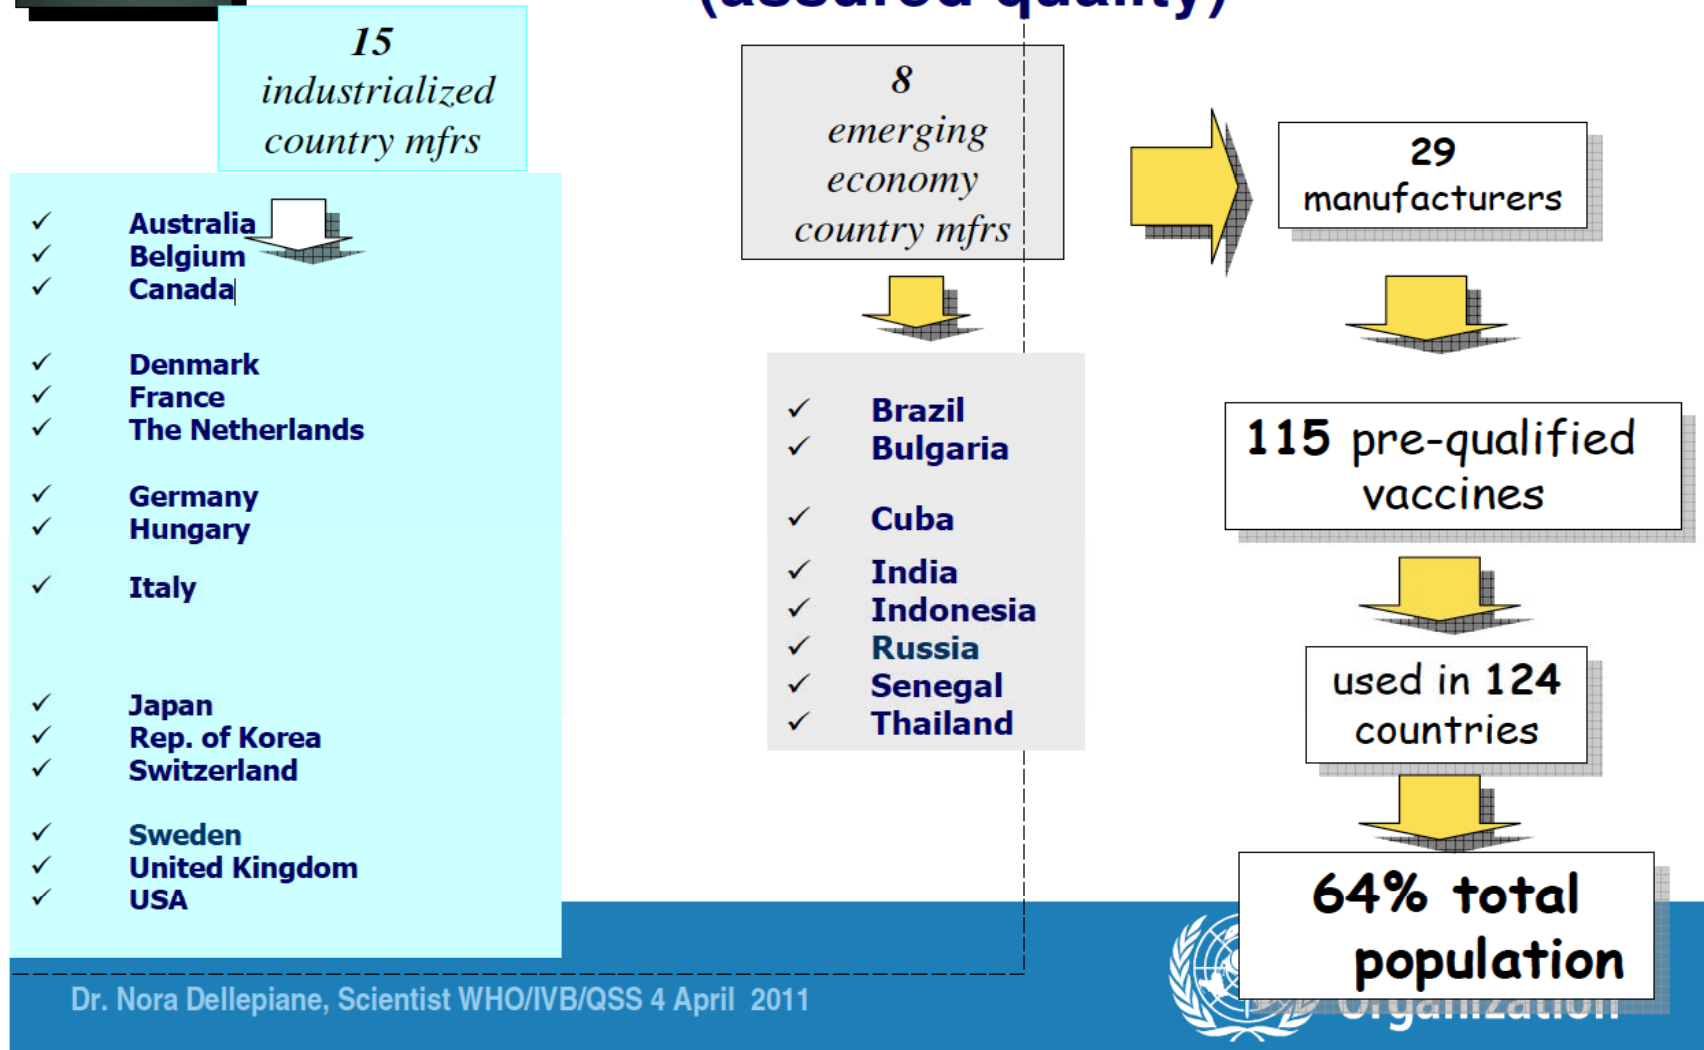 (assured quality)
15
industrialized
country mfrs
Australia
Belgium
Canada
Denmark
France
The Netherlands
Germany
Hungary
Italy
Japan
Rep. of Korea
Switzerland
Sweden
United Kingdom
USA
8
emerging
economy
country mfrs
Brazil
Bulgaria
Cuba
India
Indonesia
Russia
Senegal
Thailand
29
manufacturers
115 pre-qualified
vaccines
used in 124
countries
64% total
population
Dr. Nora Dellepiane, Scientist WHO/IVB/QSS 4 April 2011
Organization